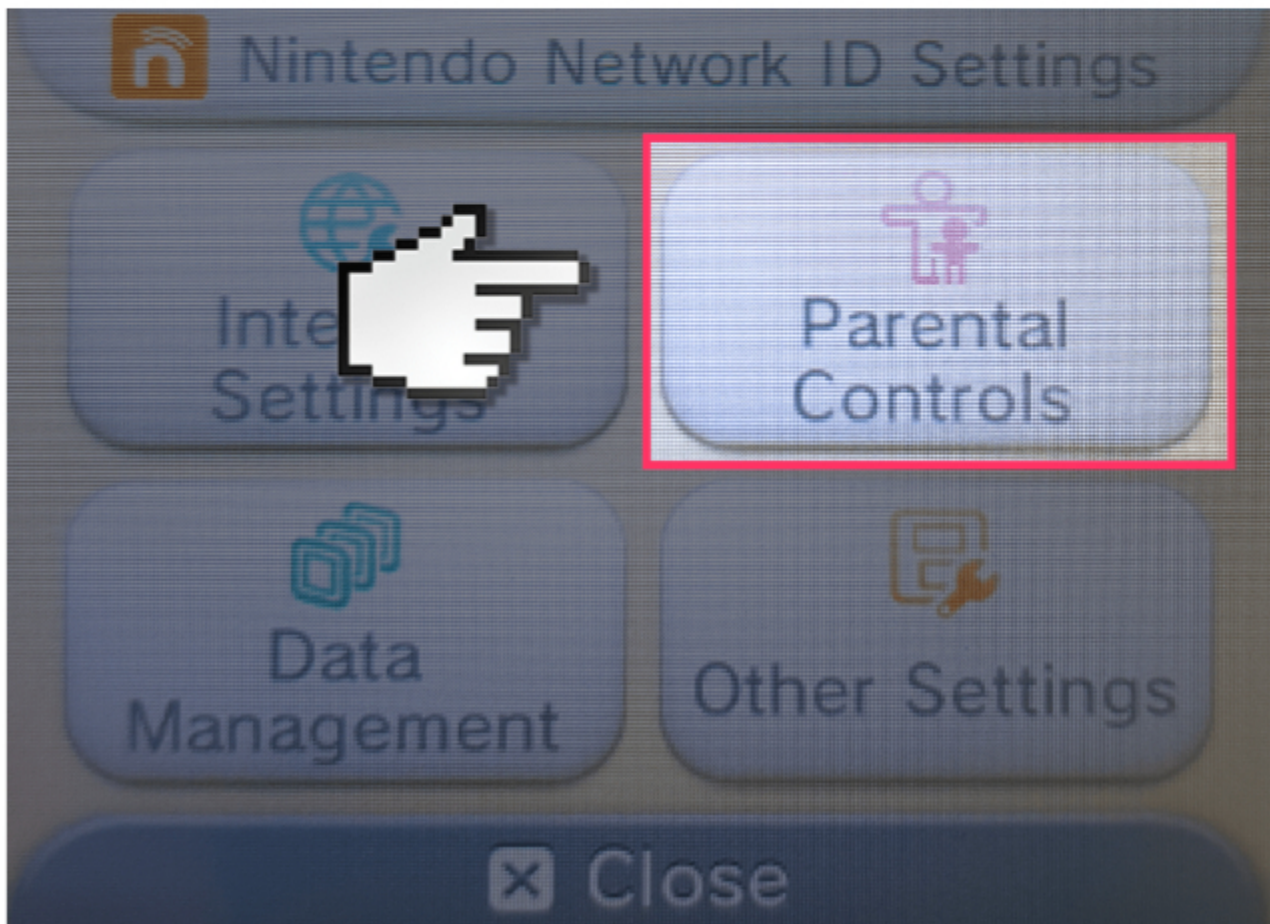 Nintendo Network ID Settings
Settings
Parental
Controls
Data
Management
Other Settings
Close